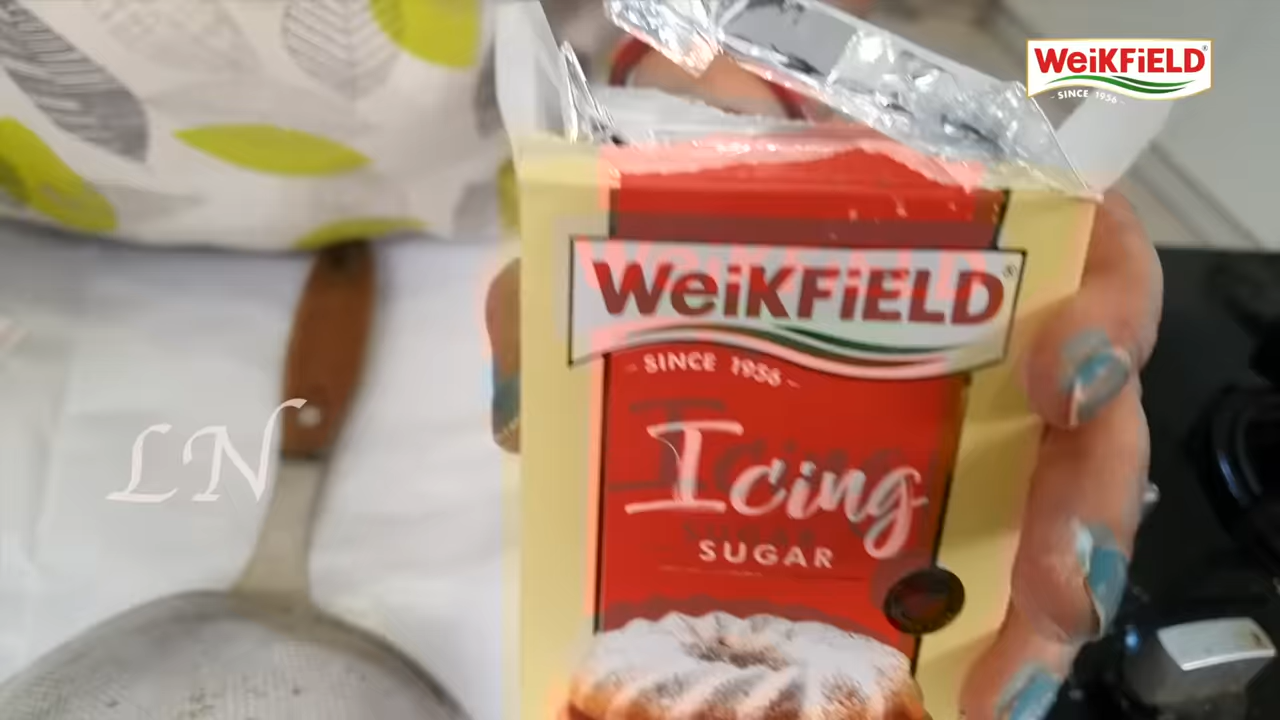 WeiKFiELD®
- SINCE 1956 -
WeiKFiELD®
- SINCE 1956 -
Icing
SUGAR
LN